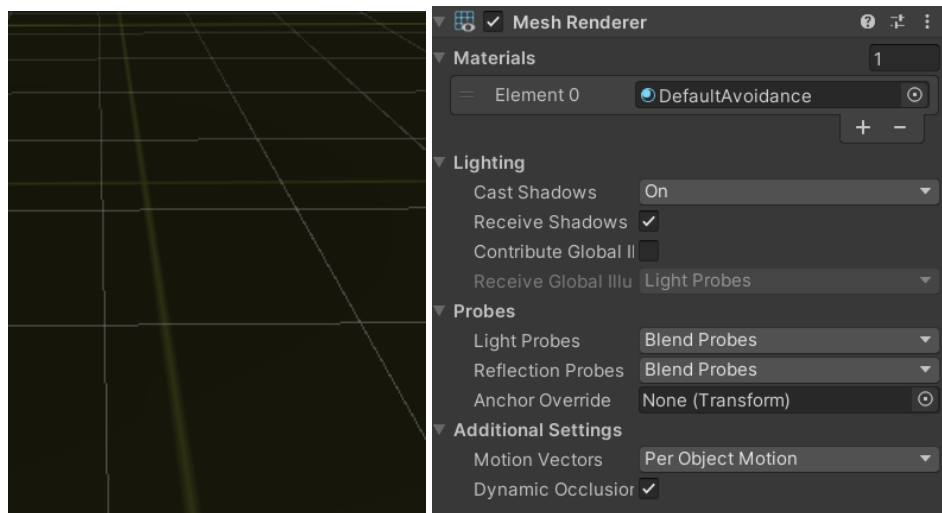 Mesh Renderer
Materials 1
Element 0 DefaultAvoidance
+ −
Lighting
Cast Shadows On
Receive Shadows
Contribute Global Il
Receive Global Illu Light Probes
Probes
Light Probes Blend Probes
Reflection Probes Blend Probes
Anchor Override None (Transform)
Additional Settings
Motion Vectors Per Object Motion
Dynamic Occlusior